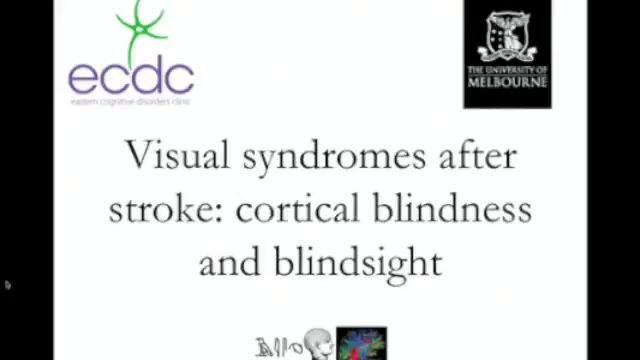 ecdc
eastern cognitive disorders clinic
THE UNIVERSITY OF
MELBOURNE
Visual syndromes after
stroke: cortical blindness
and blindsight